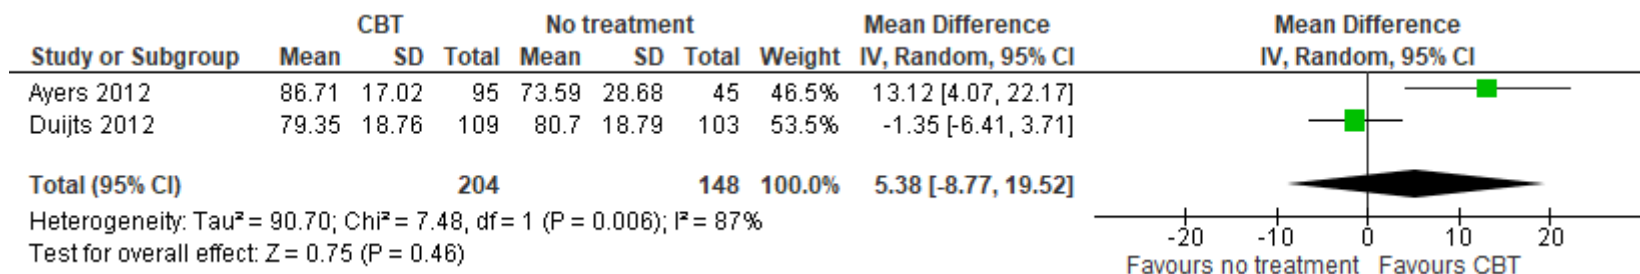 CBT No treatment Mean Difference Mean Difference
Study or Subgroup Mean SD Total Mean SD Total Weight IV, Random, 95% CI IV, Random, 95% CI
Ayers 2012 86.71 17.02 95 73.59 28.68 45 46.5% 13.12 [4.07, 22.17]
Duijts 2012 79.35 18.76 109 80.7 18.79 103 53.5% -1.35 [-6.41, 3.71]
Total (95% CI) 204 148 100.0% 5.38 [-8.77, 19.52]
Heterogeneity: Tau² = 90.70; Chi² = 7.48, df = 1 (P = 0.006); I² = 87%
-20 -10 0 10 20
Test for overall effect: Z = 0.75 (P = 0.46)
Favours no treatment Favours CBT